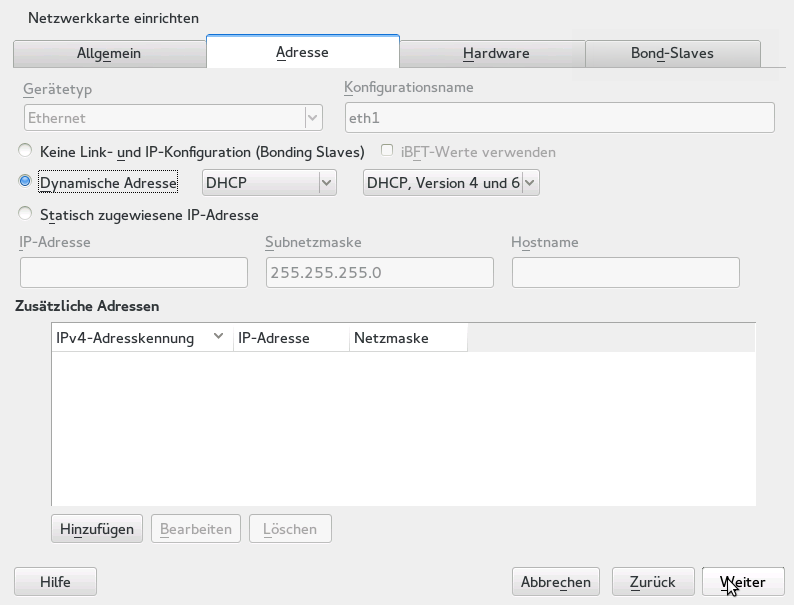 Netzwerkkarte einrichten
Allgemein Adresse Hardware Bond-Slaves
Gerätetyp Konfigurationsname
Ethernet eth1
Keine Link- und IP-Konfiguration (Bonding Slaves) iBFT-Werte verwenden
Dynamische Adresse DHCP DHCP, Version 4 und 6
Statisch zugewiesene IP-Adresse
IP-Adresse Subnetzmaske Hostname
255.255.255.0
Zusätzliche Adressen
IPv4-Adresskennung IP-Adresse Netzmaske
Hinzufügen Bearbeiten Löschen
Hilfe Abbrechen Zurück Weiter